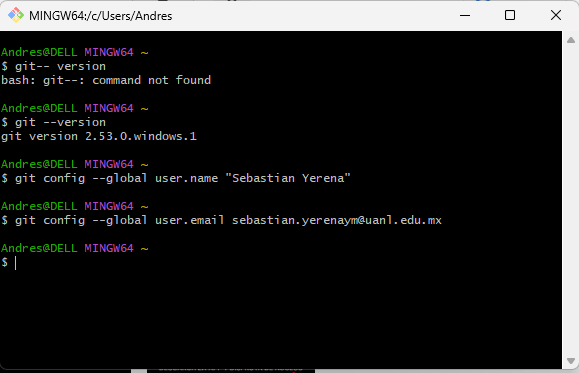 MINGW64:/c/Users/Andres
Andres@DELL MINGW64 ~
$ git-- version
bash: git--: command not found
Andres@DELL MINGW64 ~
$ git --version
git version 2.53.0.windows.1
Andres@DELL MINGW64 ~
$ git config --global user.name "Sebastian Yerena"
Andres@DELL MINGW64 ~
$ git config --global user.email sebastian.yerenaym@uanl.edu.mx
Andres@DELL MINGW64 ~
$